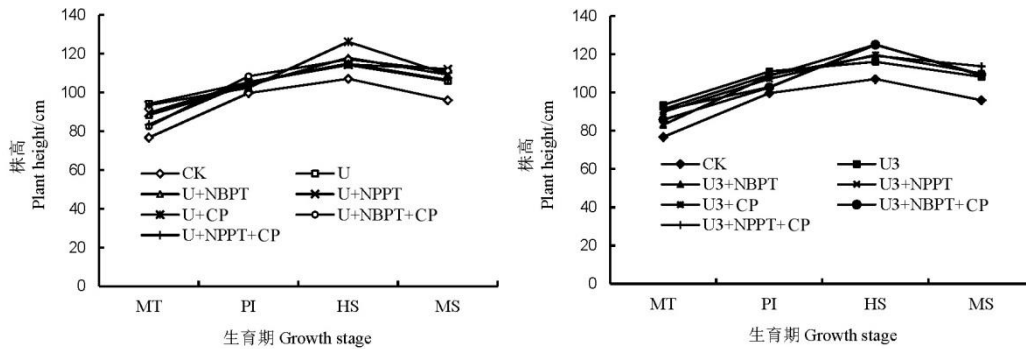 株高
Plant height/cm
140
120
100
80
60
40
20
0
CK
U
U+NBPT
U+NPPT
U+CP
U+NBPT+CP
U+NPPT+CP
MT
PI
HS
MS
生育期 Growth stage
株高
Plant height/cm
140
120
100
80
60
40
20
0
CK
U3
U3+NBPT
U3+NPPT
U3+CP
U3+NBPT+CP
U3+NPPT+CP
MT
PI
HS
MS
生育期 Growth stage